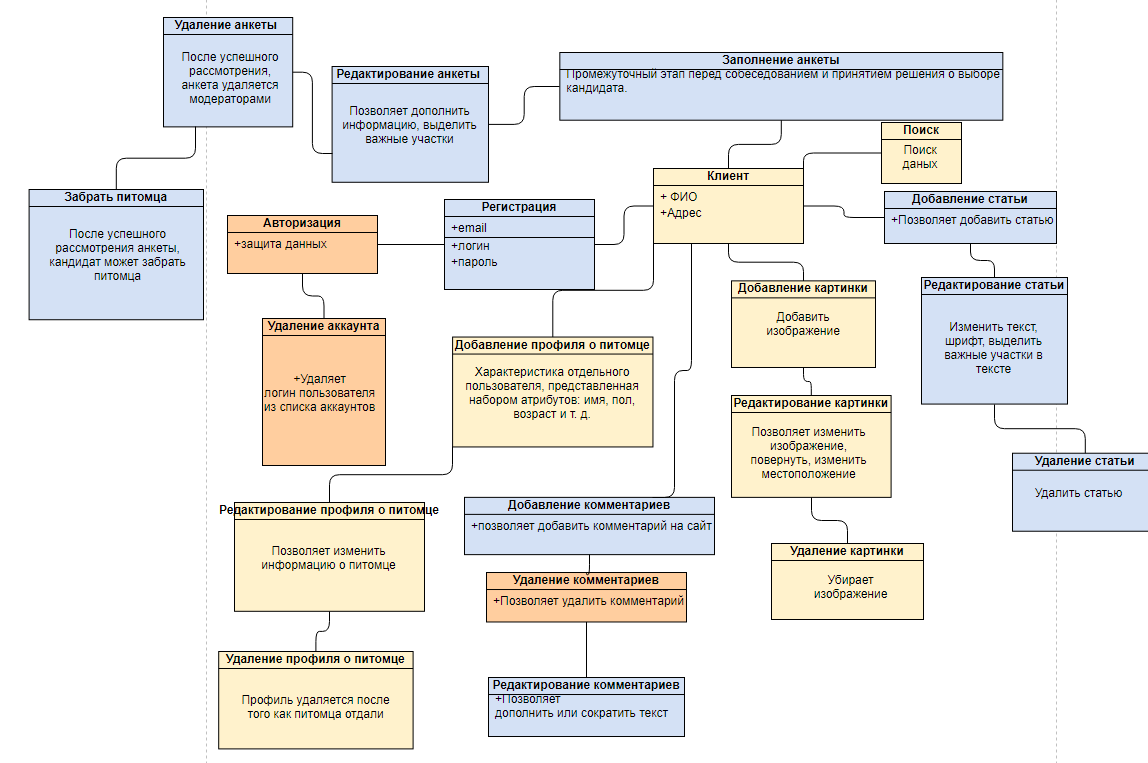 Удаление анкеты
После успешного
рассмотрения,
анкета удаляется
модераторами
Редактирование анкеты
Позволяет дополнить
информацию, выделить
важные участки
Заполнение анкеты
Промежуточный этап перед собеседованием и принятием решения о выборе
кандидата.
Поиск
Поиск
даных
Клиент
+ ФИО
+Адрес
Забрать питомца
После успешного
рассмотрения анкеты,
кандидат может забрать
питомца
Авторизация
+защита данных
Регистрация
+email
+логин
+пароль
Добавление статьи
+Позволяет добавить статью
Удаление аккаунта
+Удаляет
логин пользователя
из списка аккаунтов
Добавление профиля о питомце
Характеристика отдельного
пользователя, представленная
набором атрибутов: имя, пол,
возраст и т. д.
Добавление картинки
Добавить
изображение
Редактирование статьи
Изменить текст,
шрифт, выделить
важные участки в
тексте
Редактирование картинки
Позволяет изменить
изображение,
повернуть, изменить
местоположение
Удаление статьи
Удалить статью
Редактирование профиля о питомце
Позволяет изменить
информацию о питомце
Добавление комментариев
+позволяет добавить комментарий на сайт
Удаление картинки
Убирает
изображение
Удаление комментариев
+Позволяет удалить комментарий
Удаление профиля о питомце
Профиль удаляется после
того как питомца отдали
Редактирование комментариев
+Позволяет
дополнить или сократить текст